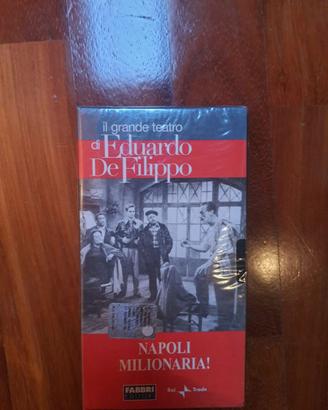 il grande teatro
di Eduardo
De Filippo
NAPOLI
MILIONARIA!
FABBRI
EDITORI
Rai Trade